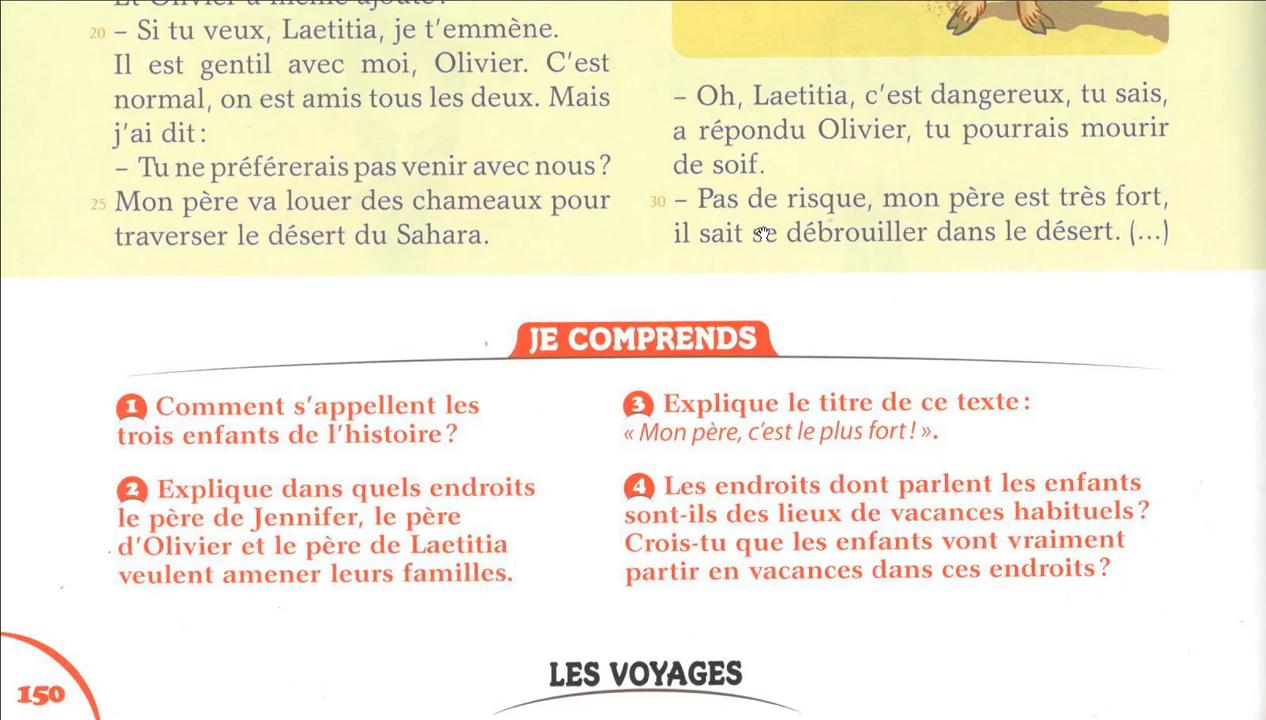 Et Olivier a même ajouté :
20 – Si tu veux, Laetitia, je t'emmène.
Il est gentil avec moi, Olivier. C'est
normal, on est amis tous les deux. Mais
j'ai dit :
– Tu ne préférerais pas venir avec nous ?
25 Mon père va louer des chameaux pour
traverser le désert du Sahara.
– Oh, Laetitia, c'est dangereux, tu sais,
a répondu Olivier, tu pourrais mourir
de soif.
30 – Pas de risque, mon père est très fort,
il sait se débrouiller dans le désert. (...)
JE COMPRENDS
1 Comment s'appellent les
trois enfants de l'histoire ?
2 Explique dans quels endroits
le père de Jennifer, le père
d'Olivier et le père de Laetitia
veulent amener leurs familles.
3 Explique le titre de ce texte :
« Mon père, c'est le plus fort ! ».
4 Les endroits dont parlent les enfants
sont-ils des lieux de vacances habituels ?
Crois-tu que les enfants vont vraiment
partir en vacances dans ces endroits ?
150
LES VOYAGES